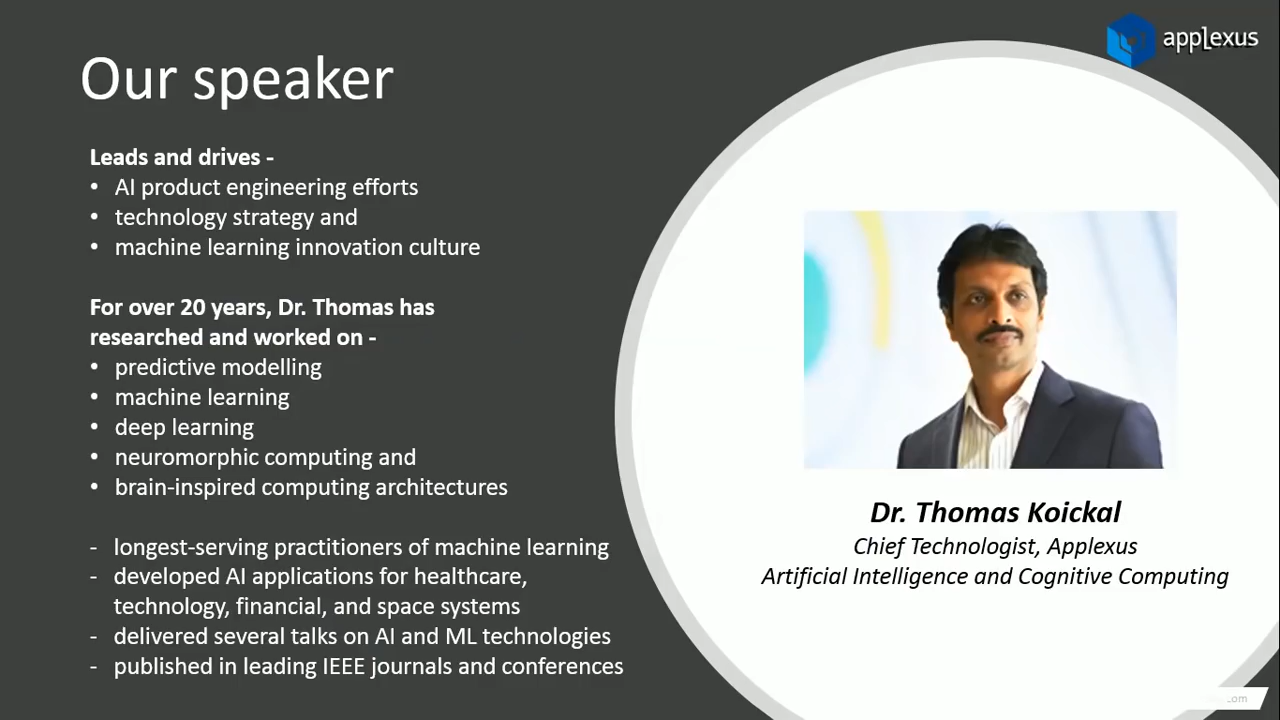 applexus
Our speaker
Leads and drives -
• AI product engineering efforts
• technology strategy and
• machine learning innovation culture
For over 20 years, Dr. Thomas has
researched and worked on -
• predictive modelling
• machine learning
• deep learning
• neuromorphic computing and
• brain-inspired computing architectures
- longest-serving practitioners of machine learning
- developed AI applications for healthcare,
technology, financial, and space systems
- delivered several talks on AI and ML technologies
- published in leading IEEE journals and conferences
Dr. Thomas Koickal
Chief Technologist, Applexus
Artificial Intelligence and Cognitive Computing